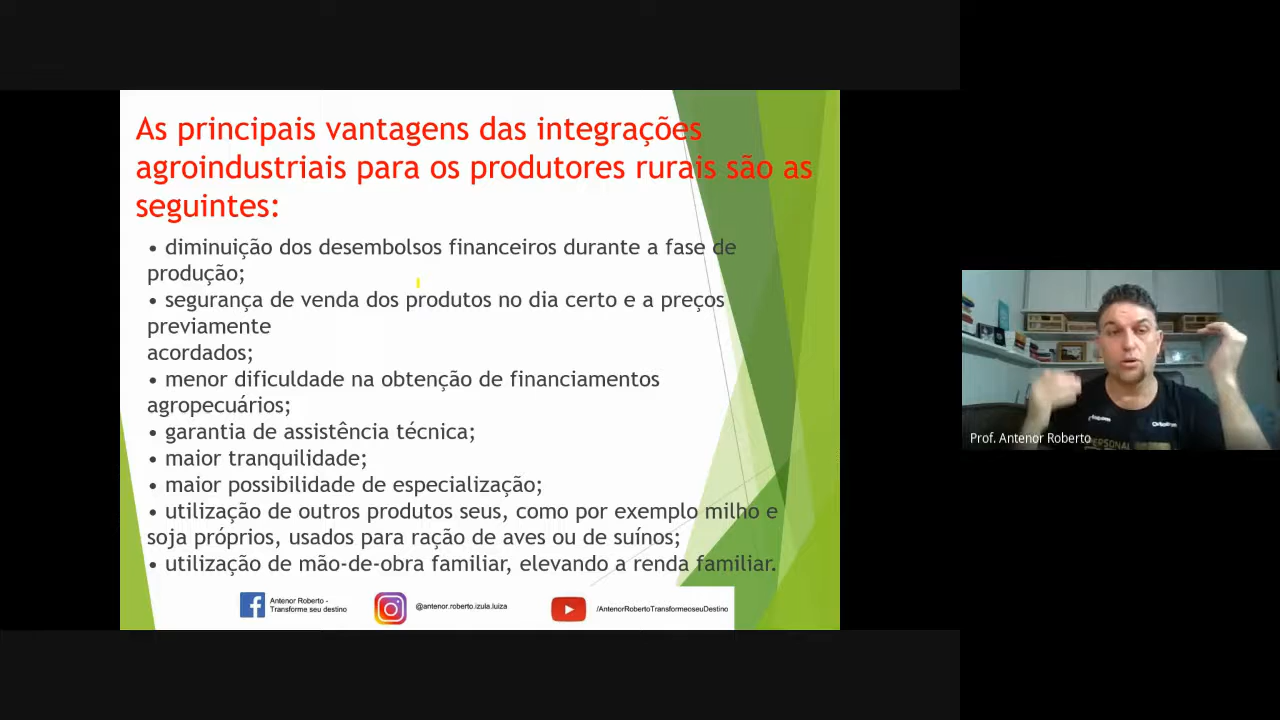 As principais vantagens das integrações
agroindustriais para os produtores rurais são as
seguintes:
• diminuição dos desembolsos financeiros durante a fase de
produção;
• segurança de venda dos produtos no dia certo e a preços
previamente
acordados;
• menor dificuldade na obtenção de financiamentos
agropecuários;
• garantia de assistência técnica;
• maior tranquilidade;
• maior possibilidade de especialização;
• utilização de outros produtos seus, como por exemplo milho e
soja próprios, usados para ração de aves ou de suínos;
• utilização de mão-de-obra familiar, elevando a renda familiar.
Antenor Roberto -
Transforme seu destino
@antenor.roberto.izula.luiza
/AntenorRobertoTransformeoseuDestino
Prof. Antenor Roberto
PERSONAL